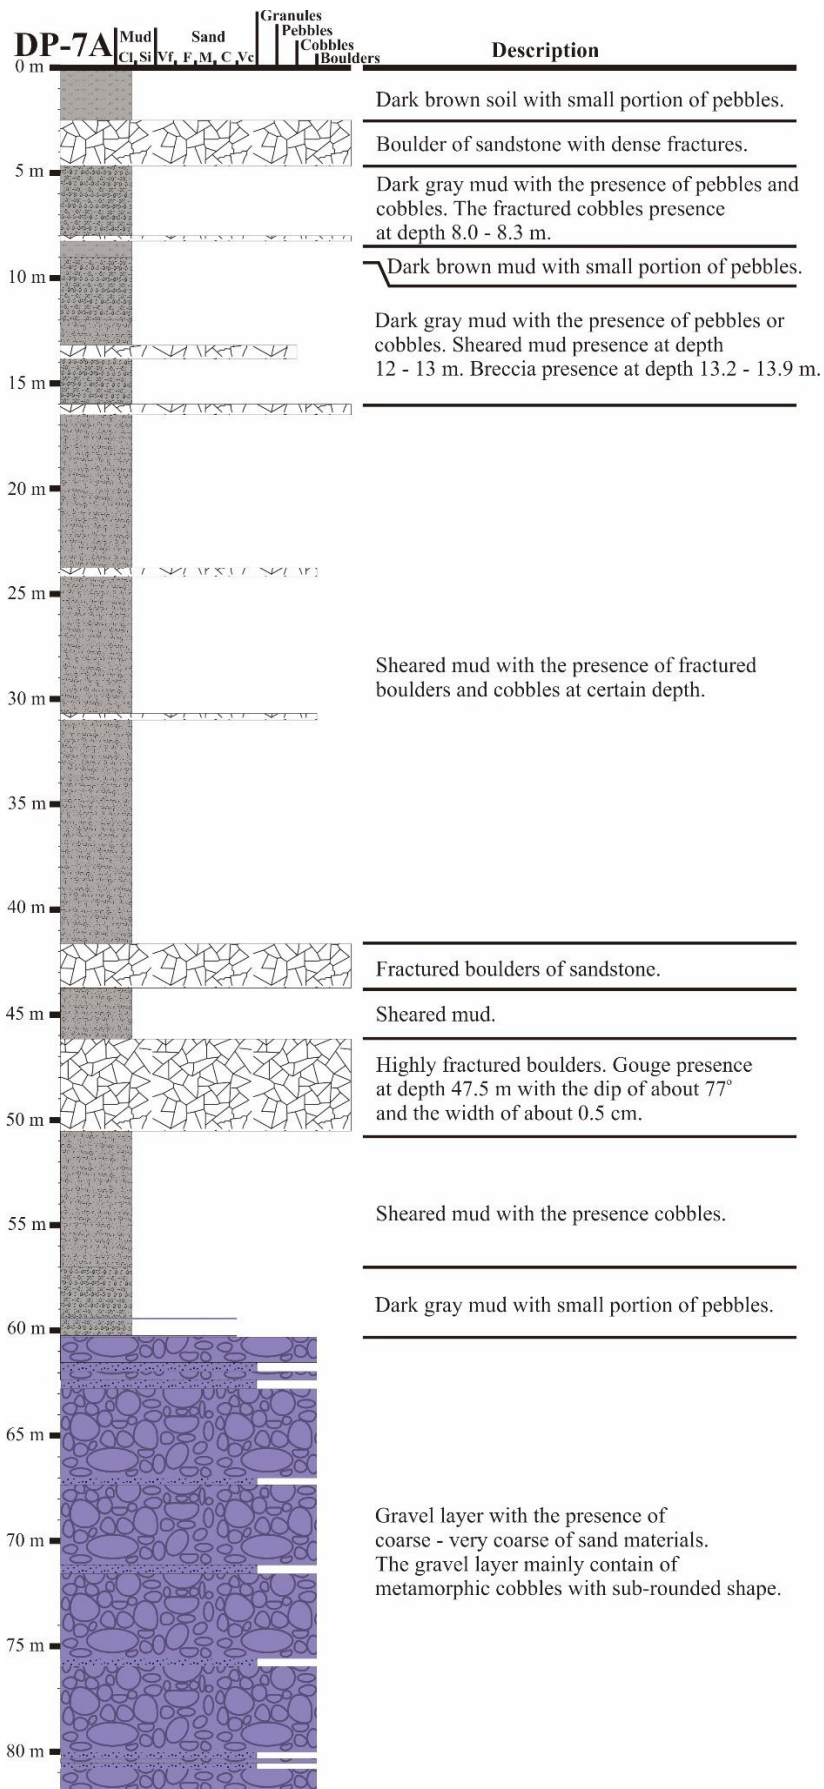 DP-7A
Mud
Sand
Granules
Pebbles
Cobbles
Boulders
Cl Si Vf F M C Vc
Description
0 m
Dark brown soil with small portion of pebbles.
Boulder of sandstone with dense fractures.
5 m
Dark gray mud with the presence of pebbles and
cobbles. The fractured cobbles presence
at depth 8.0 - 8.3 m.
Dark brown mud with small portion of pebbles.
10 m
Dark gray mud with the presence of pebbles or
cobbles. Sheared mud presence at depth
12 - 13 m. Breccia presence at depth 13.2 - 13.9 m.
15 m
20 m
25 m
Sheared mud with the presence of fractured
boulders and cobbles at certain depth.
30 m
35 m
40 m
Fractured boulders of sandstone.
45 m
Sheared mud.
Highly fractured boulders. Gouge presence
at depth 47.5 m with the dip of about 77°
and the width of about 0.5 cm.
50 m
Sheared mud with the presence cobbles.
55 m
Dark gray mud with small portion of pebbles.
60 m
65 m
70 m
Gravel layer with the presence of
coarse - very coarse of sand materials.
The gravel layer mainly contain of
metamorphic cobbles with sub-rounded shape.
75 m
80 m